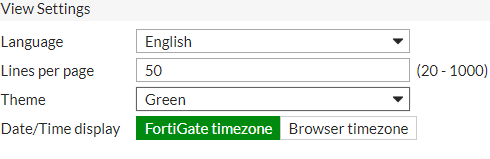 View Settings
Language English
Lines per page 50 (20 - 1000)
Theme Green
Date/Time display FortiGate timezone Browser timezone